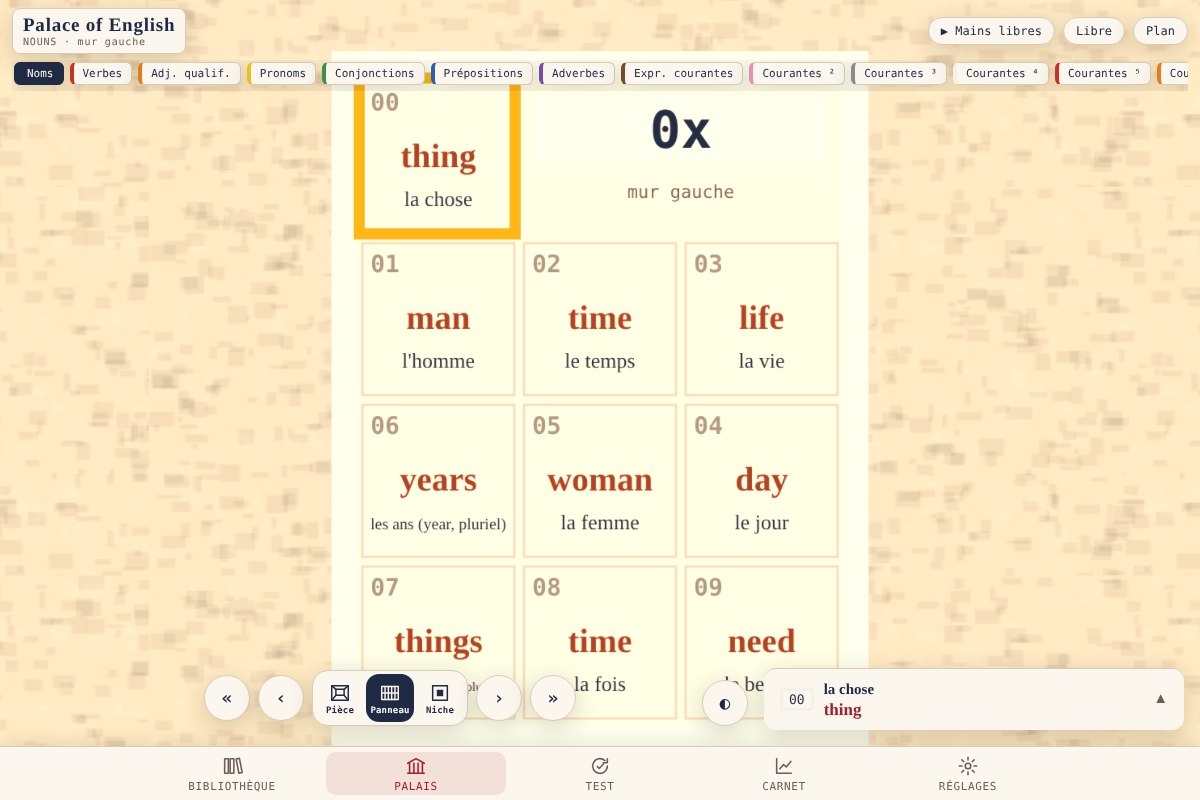 Palace of English
NOUNS · mur gauche
▶ Mains libres
Libre
Plan
Noms
Verbes
Adj. qualif.
Pronoms
Conjonctions
Prépositions
Adverbes
Expr. courantes
Courantes ²
Courantes ³
Courantes ⁴
Courantes ⁵
00
thing
la chose
0x
mur gauche
01
man
l'homme
02
time
le temps
03
life
la vie
06
years
les ans (year, pluriel)
05
woman
la femme
04
day
le jour
07
things
08
time
la fois
09
need
«
‹
Pièce
Panneau
Niche
›
»
◐
00
la chose
thing
▲
BIBLIOTHÈQUE
PALAIS
TEST
CARNET
RÉGLAGES